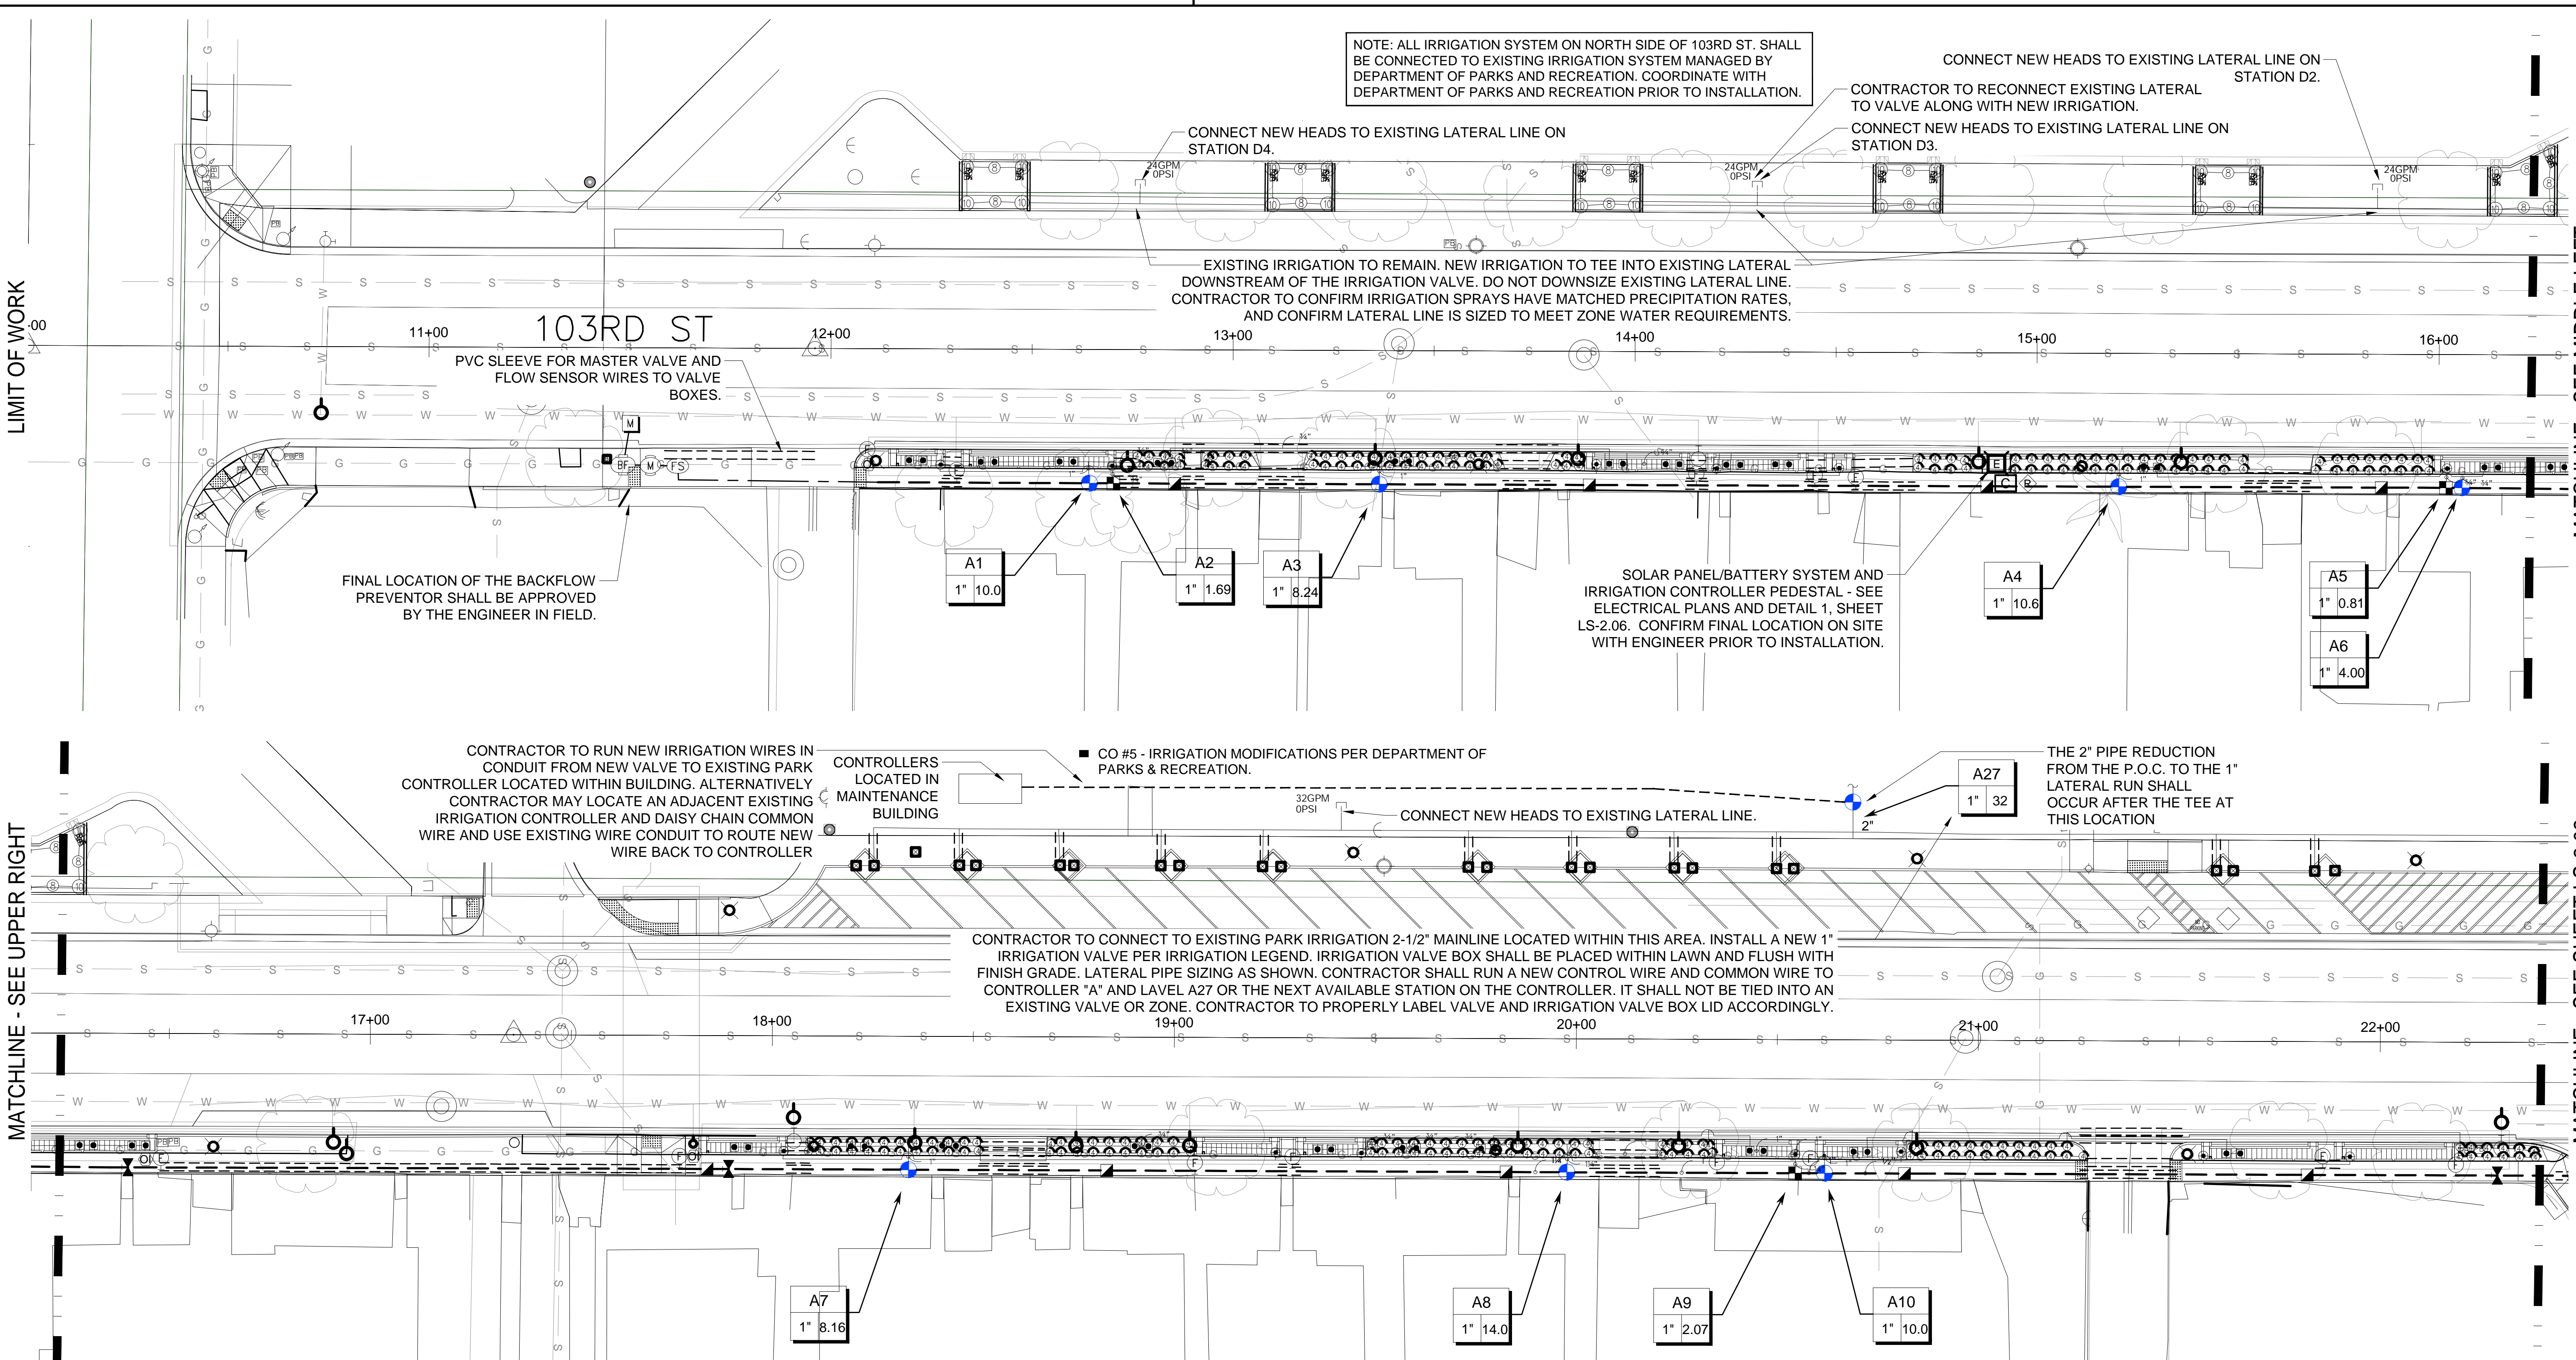 NOTE: ALL IRRIGATION SYSTEM ON NORTH SIDE OF 103RD ST. SHALL
BE CONNECTED TO EXISTING IRRIGATION SYSTEM MANAGED BY
DEPARTMENT OF PARKS AND RECREATION. COORDINATE WITH
DEPARTMENT OF PARKS AND RECREATION PRIOR TO INSTALLATION.
CONNECT NEW HEADS TO EXISTING LATERAL LINE ON
STATION D2.
CONTRACTOR TO RECONNECT EXISTING LATERAL
TO VALVE ALONG WITH NEW IRRIGATION.
CONNECT NEW HEADS TO EXISTING LATERAL LINE ON
STATION D3.
CONNECT NEW HEADS TO EXISTING LATERAL LINE ON
STATION D4.
24GPM
0PSI
24GPM
0PSI
24GPM
0PSI
EXISTING IRRIGATION TO REMAIN. NEW IRRIGATION TO TEE INTO EXISTING LATERAL
DOWNSTREAM OF THE IRRIGATION VALVE. DO NOT DOWNSIZE EXISTING LATERAL LINE.
CONTRACTOR TO CONFIRM IRRIGATION SPRAYS HAVE MATCHED PRECIPITATION RATES,
AND CONFIRM LATERAL LINE IS SIZED TO MEET ZONE WATER REQUIREMENTS.
LIMIT OF WORK
103RD ST
11+00
12+00
13+00
14+00
15+00
16+00
PVC SLEEVE FOR MASTER VALVE AND
FLOW SENSOR WIRES TO VALVE
BOXES.
M
BF
M
FS
E
C
R
FINAL LOCATION OF THE BACKFLOW
PREVENTOR SHALL BE APPROVED
BY THE ENGINEER IN FIELD.
A1
1" 10.0
A2
1" 1.69
A3
1" 8.24
SOLAR PANEL/BATTERY SYSTEM AND
IRRIGATION CONTROLLER PEDESTAL - SEE
ELECTRICAL PLANS AND DETAIL 1, SHEET
LS-2.06. CONFIRM FINAL LOCATION ON SITE
WITH ENGINEER PRIOR TO INSTALLATION.
A4
1" 10.6
A5
1" 0.81
A6
1" 4.00
CONTRACTOR TO RUN NEW IRRIGATION WIRES IN
CONDUIT FROM NEW VALVE TO EXISTING PARK
CONTROLLER LOCATED WITHIN BUILDING. ALTERNATIVELY
CONTRACTOR MAY LOCATE AN ADJACENT EXISTING
IRRIGATION CONTROLLER AND DAISY CHAIN COMMON
WIRE AND USE EXISTING WIRE CONDUIT TO ROUTE NEW
WIRE BACK TO CONTROLLER
CONTROLLERS
LOCATED IN
MAINTENANCE
BUILDING
CO #5 - IRRIGATION MODIFICATIONS PER DEPARTMENT OF
PARKS & RECREATION.
32GPM
0PSI
CONNECT NEW HEADS TO EXISTING LATERAL LINE.
2"
A27
1" 32
THE 2" PIPE REDUCTION
FROM THE P.O.C. TO THE 1"
LATERAL RUN SHALL
OCCUR AFTER THE TEE AT
THIS LOCATION
MATCHLINE - SEE UPPER RIGHT
CONTRACTOR TO CONNECT TO EXISTING PARK IRRIGATION 2-1/2" MAINLINE LOCATED WITHIN THIS AREA. INSTALL A NEW 1"
IRRIGATION VALVE PER IRRIGATION LEGEND. IRRIGATION VALVE BOX SHALL BE PLACED WITHIN LAWN AND FLUSH WITH
FINISH GRADE. LATERAL PIPE SIZING AS SHOWN. CONTRACTOR SHALL RUN A NEW CONTROL WIRE AND COMMON WIRE TO
CONTROLLER "A" AND LAVEL A27 OR THE NEXT AVAILABLE STATION ON THE CONTROLLER. IT SHALL NOT BE TIED INTO AN
EXISTING VALVE OR ZONE. CONTRACTOR TO PROPERLY LABEL VALVE AND IRRIGATION VALVE BOX LID ACCORDINGLY.
17+00
18+00
19+00
20+00
21+00
22+00
A7
1" 8.16
A8
1" 14.0
A9
1" 2.07
A10
1" 10.0